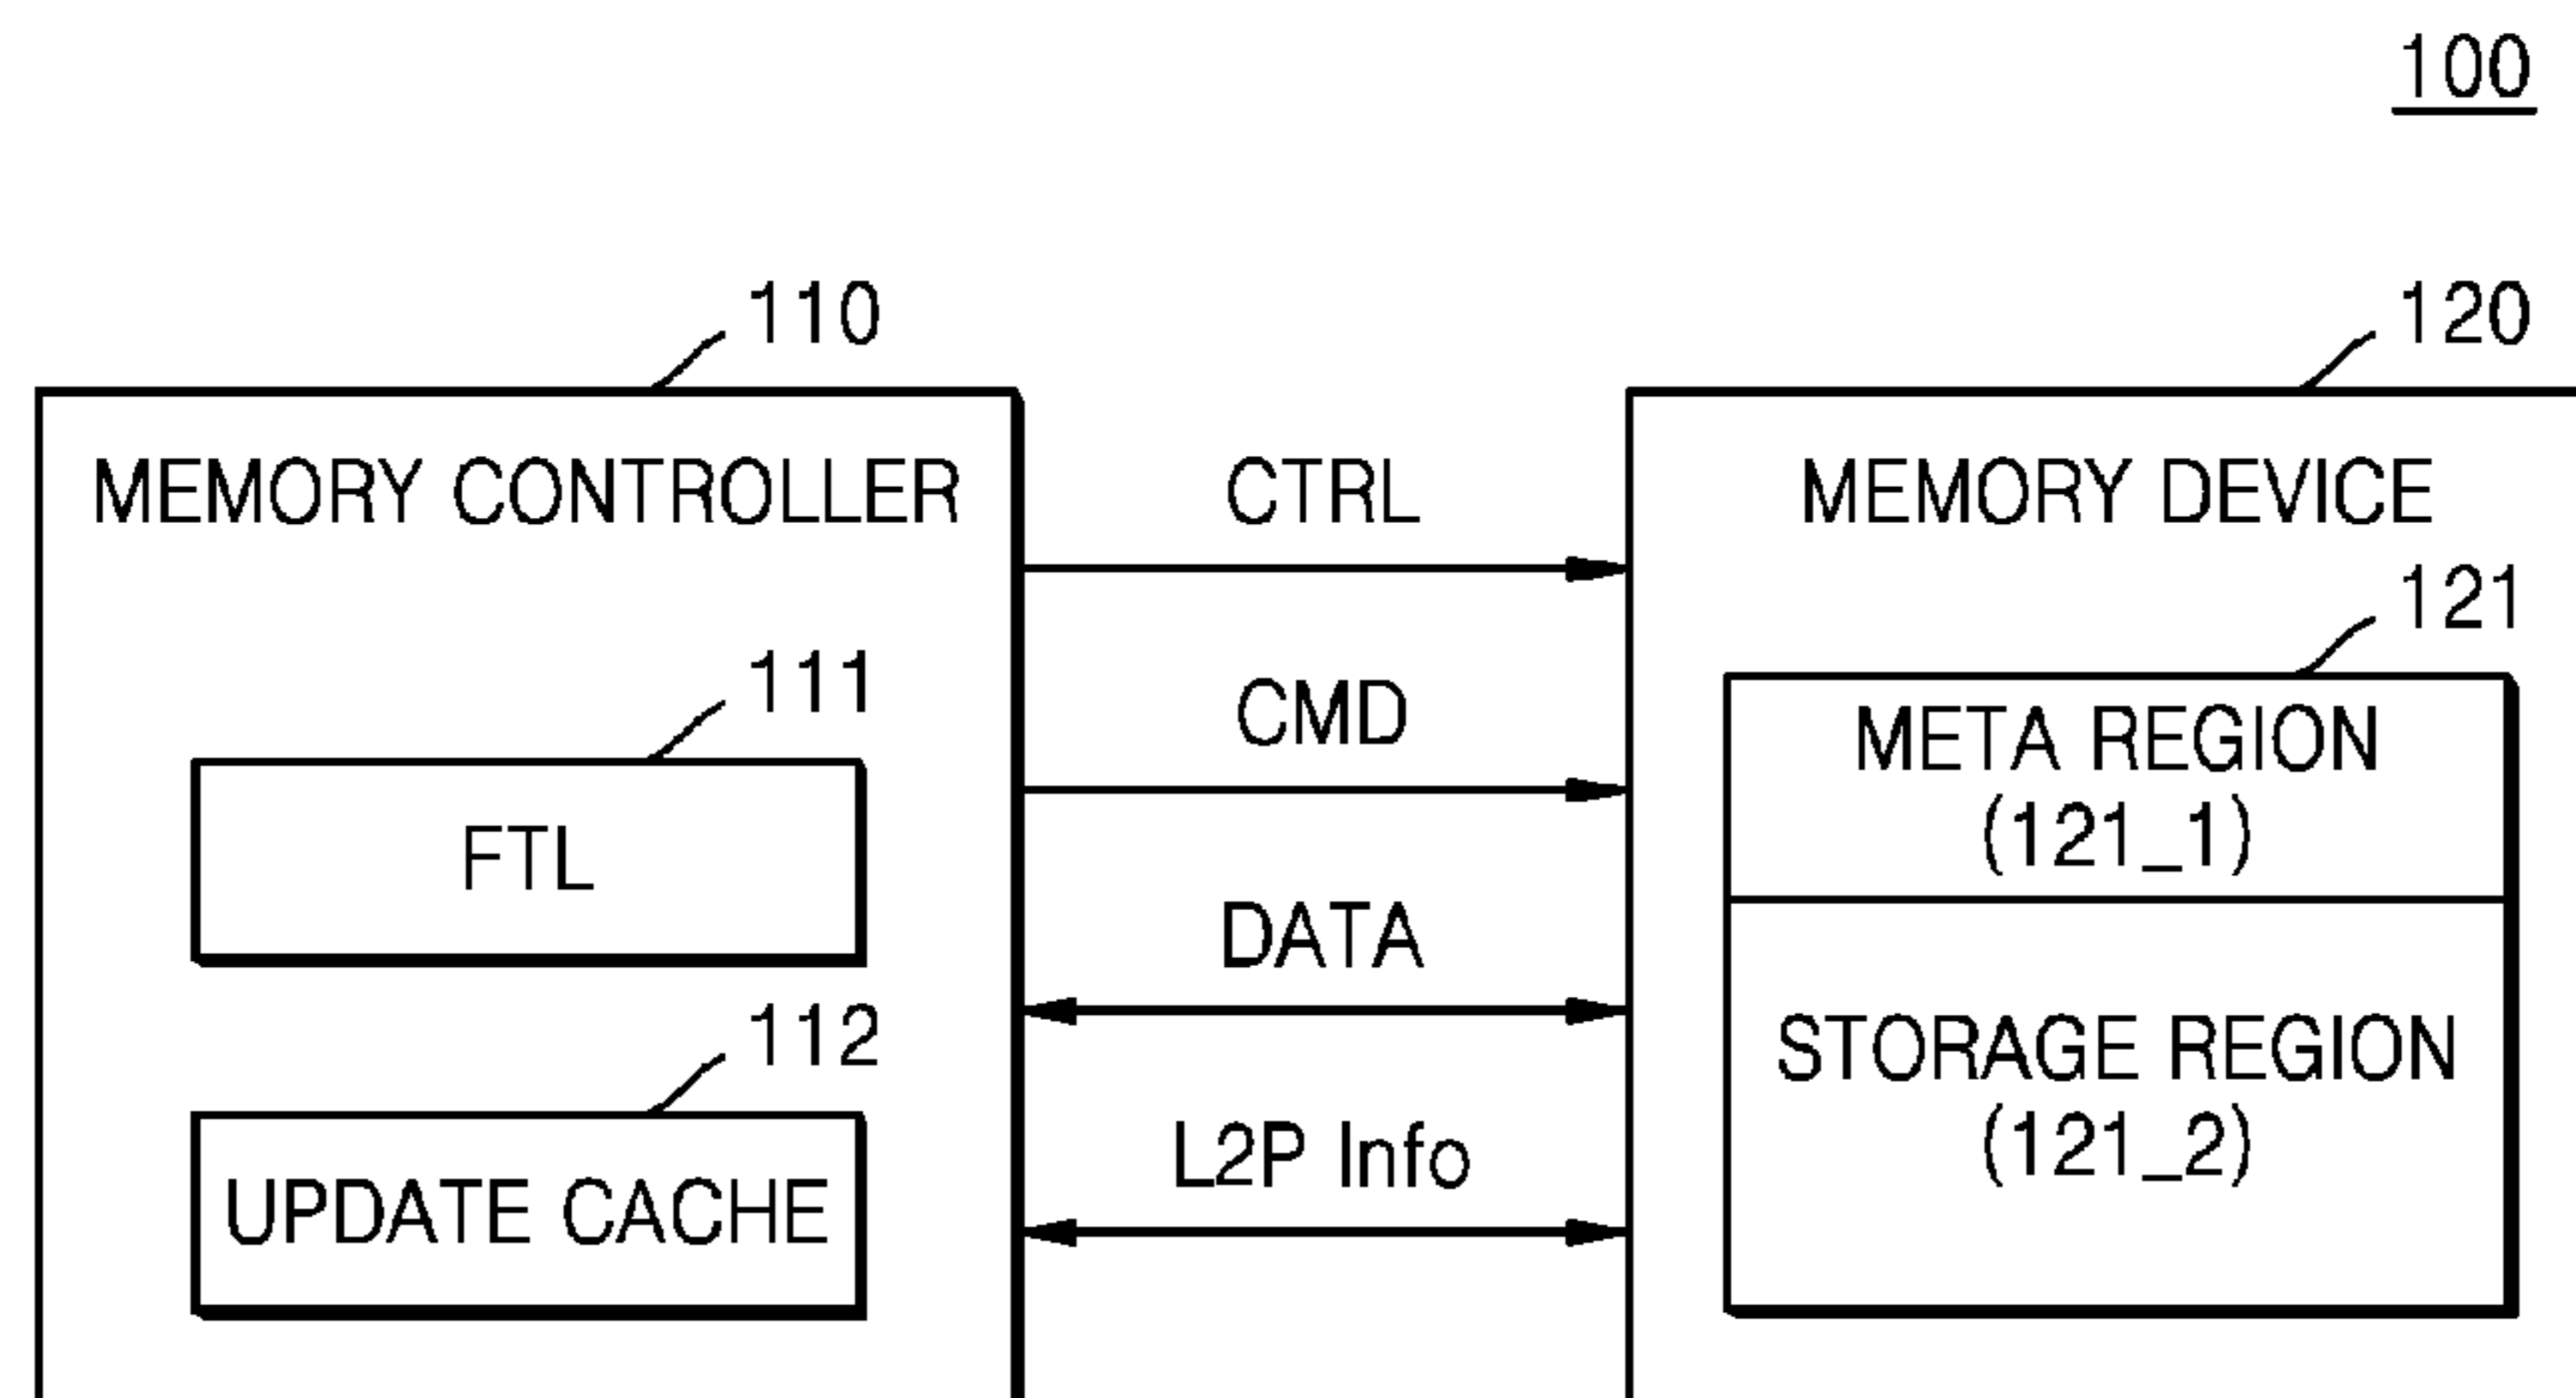 100
110
120
MEMORY CONTROLLER
CTRL
MEMORY DEVICE
121
111
CMD
META REGION
(121_1)
FTL
DATA
112
STORAGE REGION
(121_2)
L2P Info
UPDATE CACHE